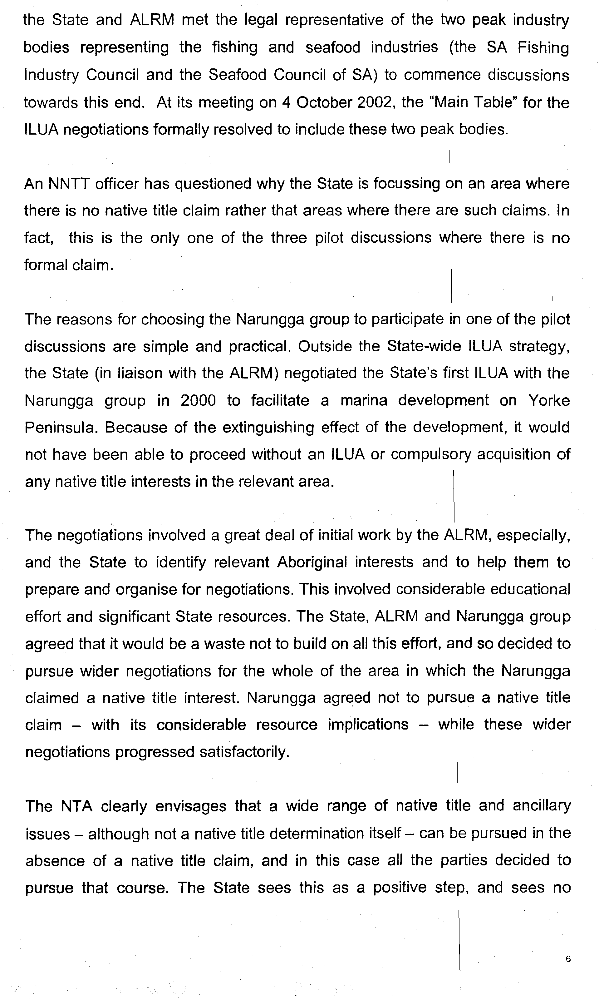 the State and ALRM met the legal representative of the two peak industry
bodies representing the fishing and seafood industries (the SA Fishing
Industry Council and the Seafood Council of SA) to commence discussions
towards this end. At its meeting on 4 October 2002, the “Main Table” for the
ILUA negotiations formally resolved to include these two peak bodies.
An NNTT officer has questioned why the State is focussing on an area where
there is no native title claim rather that areas where there are such claims. In
fact, this is the only one of the three pilot discussions where there is no
formal claim.
The reasons for choosing the Narungga group to participate in one of the pilot
discussions are simple and practical. Outside the State-wide ILUA strategy,
the State (in liaison with the ALRM) negotiated the State's first ILUA with the
Narungga group in 2000 to facilitate a marina development on Yorke
Peninsula. Because of the extinguishing effect of the development, it would
not have been able to proceed without an ILUA or compulsory acquisition of
any native title interests in the relevant area.
The negotiations involved a great deal of initial work by the ALRM, especially,
and the State to identify relevant Aboriginal interests and to help them to
prepare and organise for negotiations. This involved considerable educational
effort and significant State resources. The State, ALRM and Narungga group
agreed that it would be a waste not to build on all this effort, and so decided to
pursue wider negotiations for the whole of the area in which the Narungga
claimed a native title interest. Narungga agreed not to pursue a native title
claim – with its considerable resource implications – while these wider
negotiations progressed satisfactorily.
The NTA clearly envisages that a wide range of native title and ancillary
issues – although not a native title determination itself – can be pursued in the
absence of a native title claim, and in this case all the parties decided to
pursue that course. The State sees this as a positive step, and sees no
6